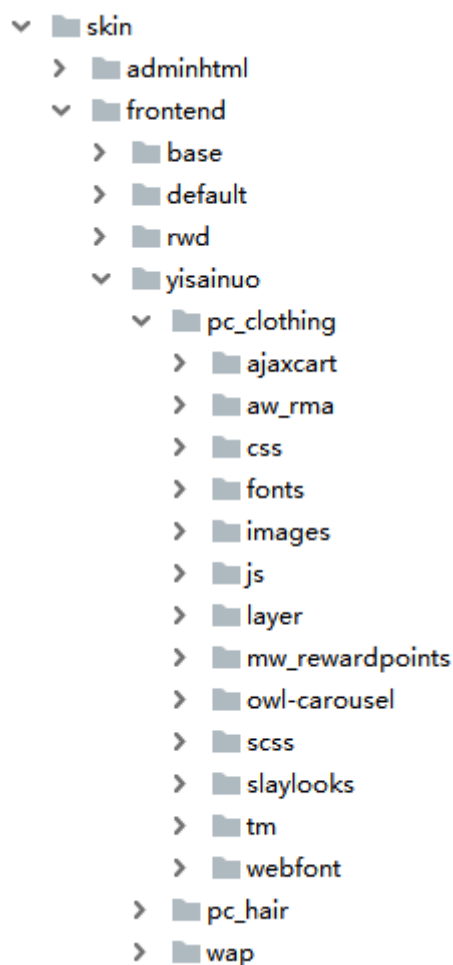 skin
adminhtml
frontend
base
default
rwd
yisainuo
pc_clothing
ajaxcart
aw_rma
css
fonts
images
js
layer
mw_rewardpoints
owl-carousel
scss
slaylooks
tm
webfont
pc_hair
wap